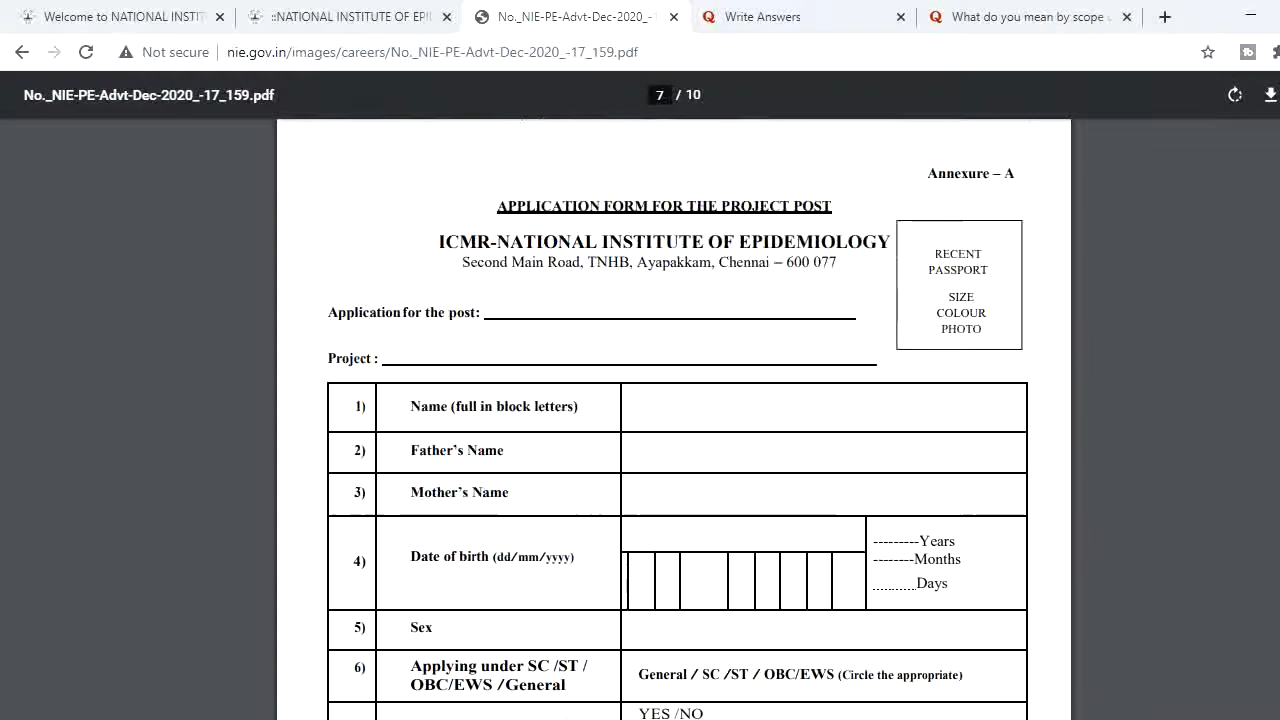 Welcome to NATIONAL INSTIT
::NATIONAL INSTITUTE OF EPI
No._NIE-PE-Advt-Dec-2020_-1
Write Answers
What do you mean by scope
Not secure
nie.gov.in/images/careers/No._NIE-PE-Advt-Dec-2020_-17_159.pdf
No._NIE-PE-Advt-Dec-2020_-17_159.pdf
7 / 10
Annexure – A
APPLICATION FORM FOR THE PROJECT POST
ICMR-NATIONAL INSTITUTE OF EPIDEMIOLOGY
Second Main Road, TNHB, Ayapakkam, Chennai – 600 077
RECENT
PASSPORT
SIZE
COLOUR
PHOTO
Application for the post:
Project :
1) Name (full in block letters)
2) Father's Name
3) Mother's Name
4) Date of birth (dd/mm/yyyy)
---------Years
--------Months
..........Days
5) Sex
6) Applying under SC /ST /
OBC/EWS /General
General / SC /ST / OBC/EWS (Circle the appropriate)
YES /NO